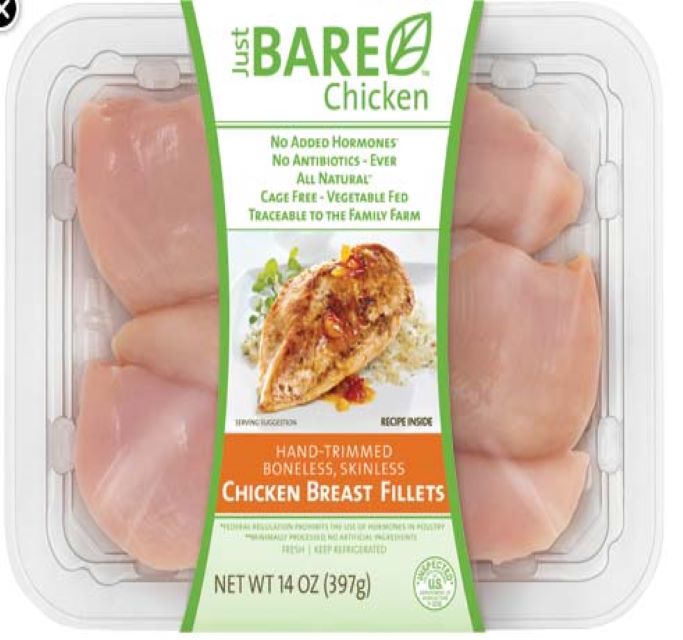 Just
BARE
Chicken
NO ADDED HORMONES*
NO ANTIBIOTICS - EVER
ALL NATURAL**
CAGE FREE - VEGETABLE FED
TRACEABLE TO THE FAMILY FARM
SERVING SUGGESTION
RECIPE INSIDE
HAND-TRIMMED
BONELESS, SKINLESS
CHICKEN BREAST FILLETS
*FEDERAL REGULATION PROHIBITS THE USE OF HORMONES IN POULTRY
**MINIMALLY PROCESSED, NO ARTIFICIAL INGREDIENTS
FRESH | KEEP REFRIGERATED
NET WT 14 OZ (397g)
INSPECTED
U.S.